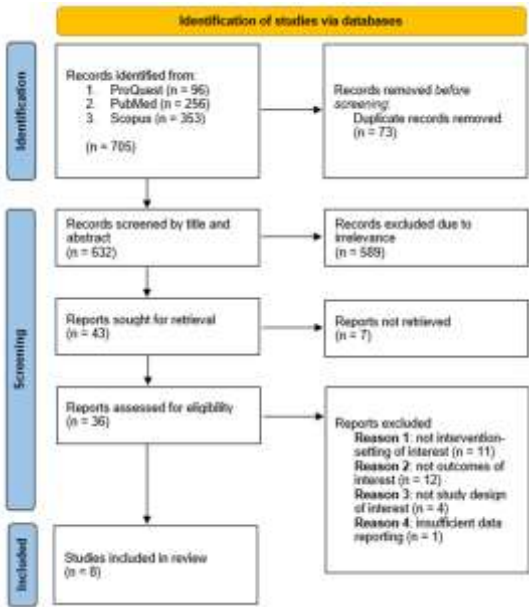 Identification of studies via databases
Identification
Records identified from:
1. ProQuest (n = 96)
2. PubMed (n = 256)
3. Scopus (n = 353)
(n = 705)
Records removed before
screening:
Duplicate records removed
(n = 73)
Screening
Records screened by title and
abstract
(n = 632)
Records excluded due to
irrelevance
(n = 589)
Reports sought for retrieval
(n = 43)
Reports not retrieved
(n = 7)
Reports assessed for eligibility
(n = 36)
Reports excluded
Reason 1: not intervention-
setting of interest (n = 11)
Reason 2: not outcomes of
interest (n = 12)
Reason 3: not study design
of interest (n = 4)
Reason 4: insufficient data
reporting (n = 1)
Included
Studies included in review
(n = 8)